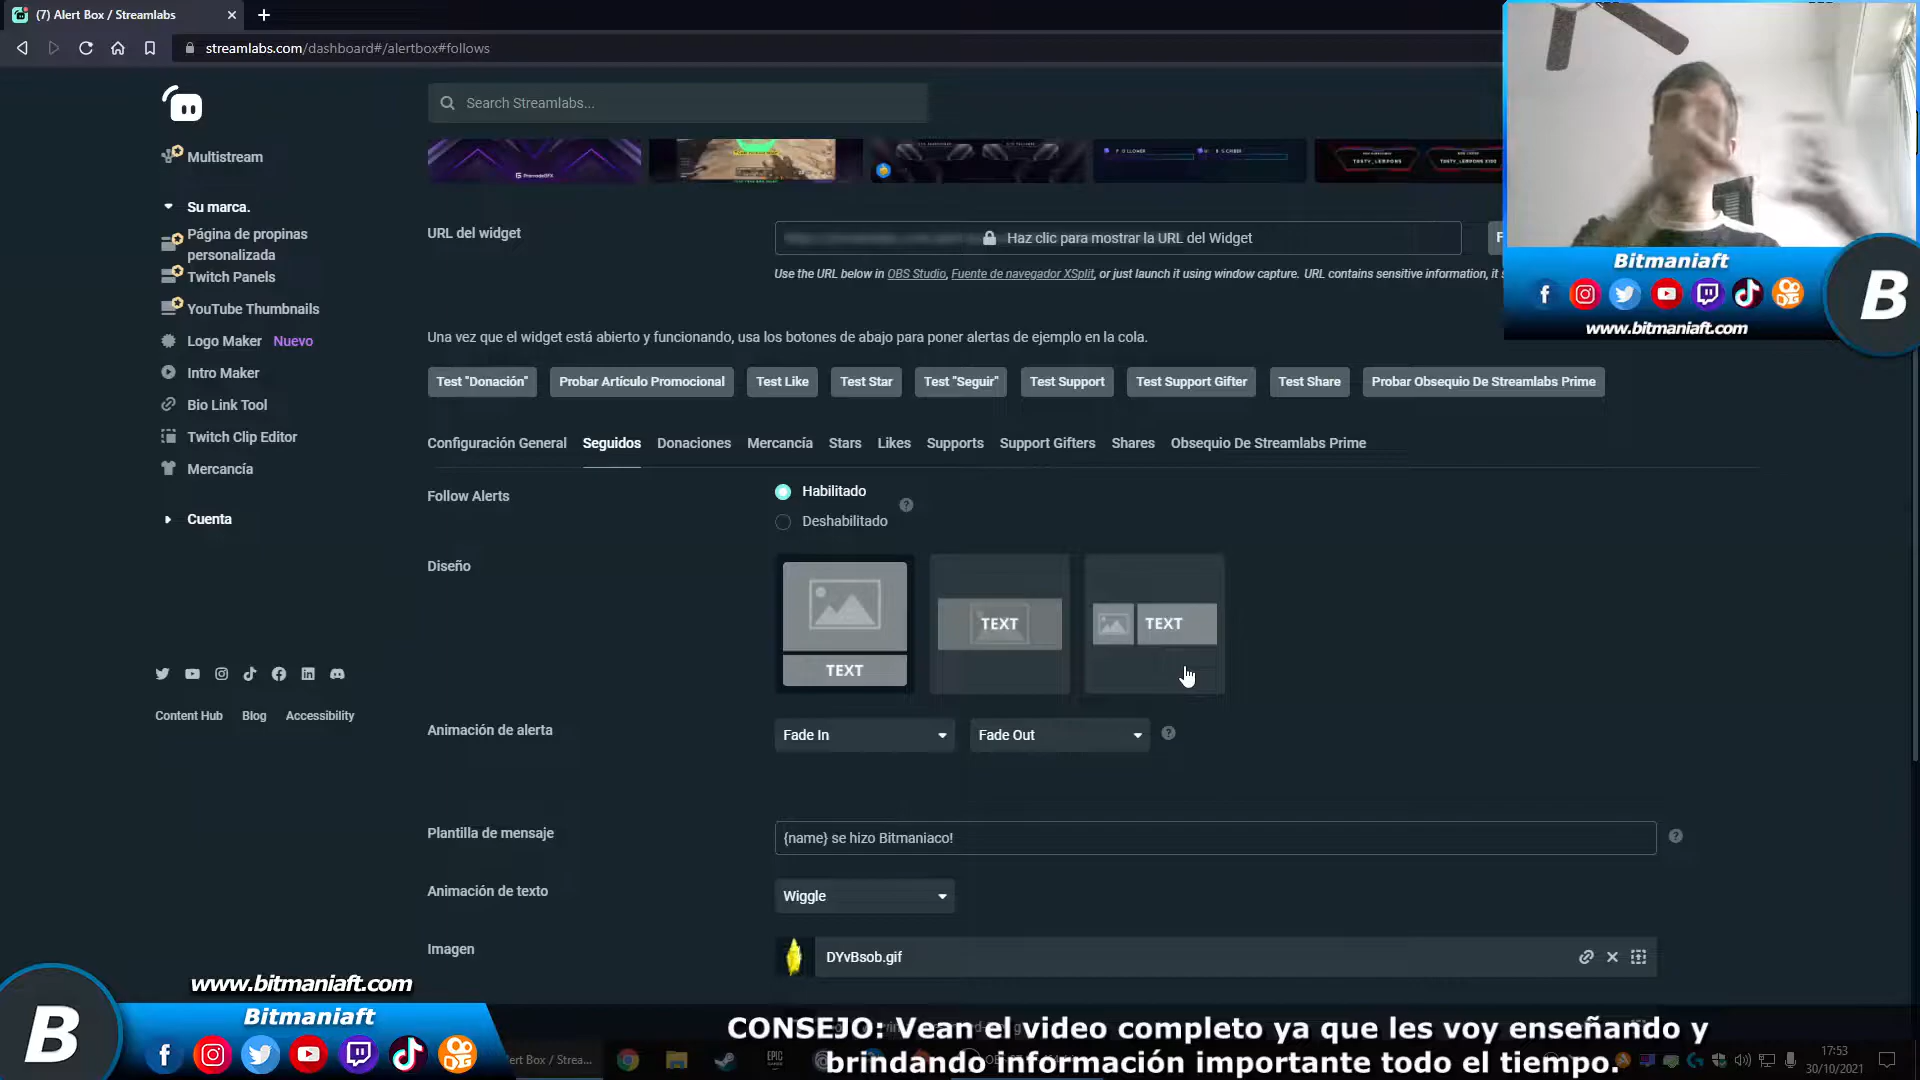 (7) Alert Box / Streamlabs
streamlabs.com/dashboard#/alertbox#follows
Search Streamlabs...
Multistream
Su marca.
Página de propinas
personalizada
Twitch Panels
YouTube Thumbnails
Logo Maker Nuevo
Intro Maker
Bio Link Tool
Twitch Clip Editor
Mercancía
Cuenta
Content Hub Blog Accessibility
URL del widget
Haz clic para mostrar la URL del Widget
Use the URL below in OBS Studio, Fuente de navegador XSplit, or just launch it using window capture. URL contains sensitive information, it s
Una vez que el widget está abierto y funcionando, usa los botones de abajo para poner alertas de ejemplo en la cola.
Test "Donación" Probar Artículo Promocional Test Like Test Star Test "Seguir" Test Support Test Support Gifter Test Share Probar Obsequio De Streamlabs Prime
Configuración General Seguidos Donaciones Mercancía Stars Likes Supports Support Gifters Shares Obsequio De Streamlabs Prime
Follow Alerts
Habilitado
Deshabilitado
Diseño
TEXT
TEXT
TEXT
Animación de alerta
Fade In
Fade Out
Plantilla de mensaje
{name} se hizo Bitmaniaco!
Animación de texto
Wiggle
Imagen
DYvBsob.gif
Bitmaniaft
www.bitmaniaft.com
B
www.bitmaniaft.com
Bitmaniaft
B
CONSEJO: Vean el video completo ya que les voy enseñando y
brindando información importante todo el tiempo.
ert Box / Strea...
EPIC
17:53
30/10/2021